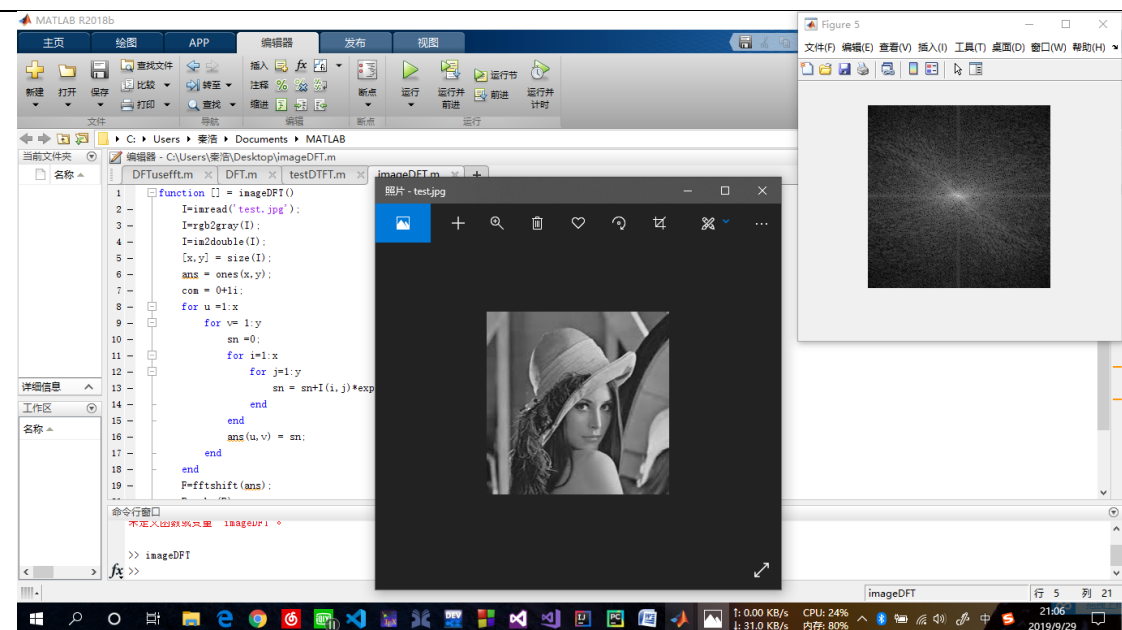 MATLAB R2018b
主页 绘图 APP 编辑器 发布 视图
查找文件 插入 fx
新建 打开 保存 比较 转至 注释 断点 运行 运行并前进 运行节 前进 运行并计时
打印 查找 缩进
文件 导航 编辑 断点 运行
C: Users 秦浩 Documents MATLAB
当前文件夹
名称
详细信息
工作区
名称
编辑器 - C:\Users\秦浩\Desktop\imageDFT.m
DFTusefft.m DFT.m testDTFT.m imageDFT.m
1 function [] = imageDFT()
2 I=imread('test.jpg');
3 I=rgb2gray(I);
4 I=im2double(I);
5 [x,y] = size(I);
6 ans = ones(x,y);
7 com = 0+1i;
8 for u =1:x
9 for v= 1:y
10 sn =0;
11 for i=1:x
12 for j=1:y
13 sn = sn+I(i,j)*exp
14 end
15 end
16 ans(u,v) = sn;
17 end
18 end
19 F=fftshift(ans);
命令行窗口
未定义函数或变量 'imageDFT'。
>> imageDFT
fx >>
照片 - test.jpg
Figure 5
文件(F) 编辑(E) 查看(V) 插入(I) 工具(T) 桌面(D) 窗口(W) 帮助(H)
imageDFT 行 5 列 21
↑: 0.00 KB/s CPU: 24%
↓: 31.0 KB/s 内存: 80%
中
21:06
2019/9/29